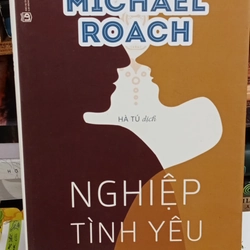 MICHAEL
ROACH
HÀ TÚ dịch
NGHIỆP
TÌNH YÊU